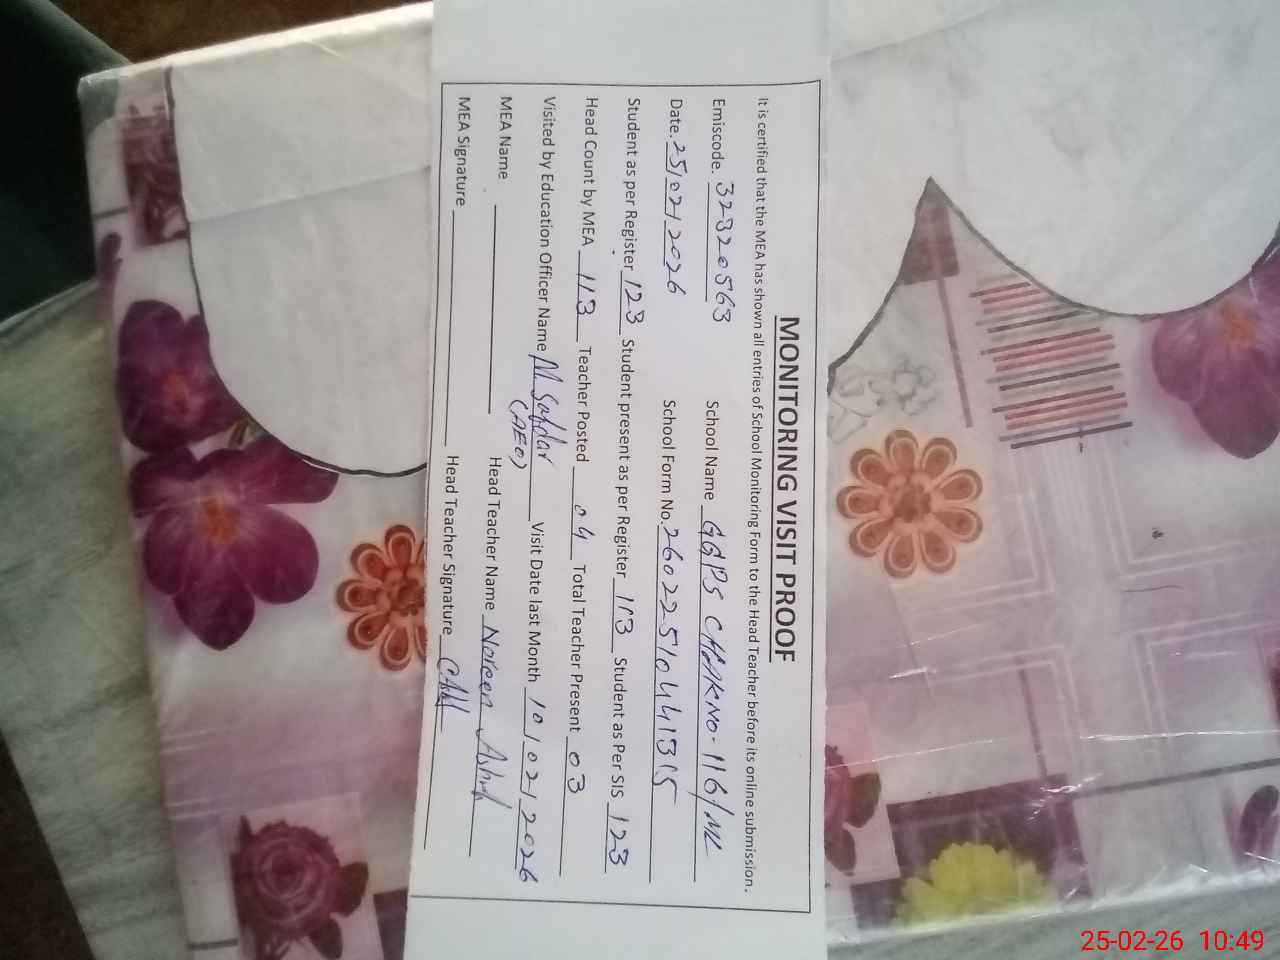 MONITORING VISIT PROOF
It is certified that the MEA has shown all entries of School Monitoring Form to the Head Teacher before its online submission.
Emiscode. 32320563 School Name GGPS CHAK NO-116/ML
Date. 25/02/2026 School Form No. 26022510441315
Student as per Register 123 Student present as per Register 113 Student as Per SIS 123
Head Count by MEA 113 Teacher Posted 04 Total Teacher Present 03
Visited by Education Officer Name M Safdar (AEO) Visit Date last Month 10/02/2026
MEA Name Head Teacher Name Noreen Ashraf
MEA Signature Head Teacher Signature
25-02-26 10:49